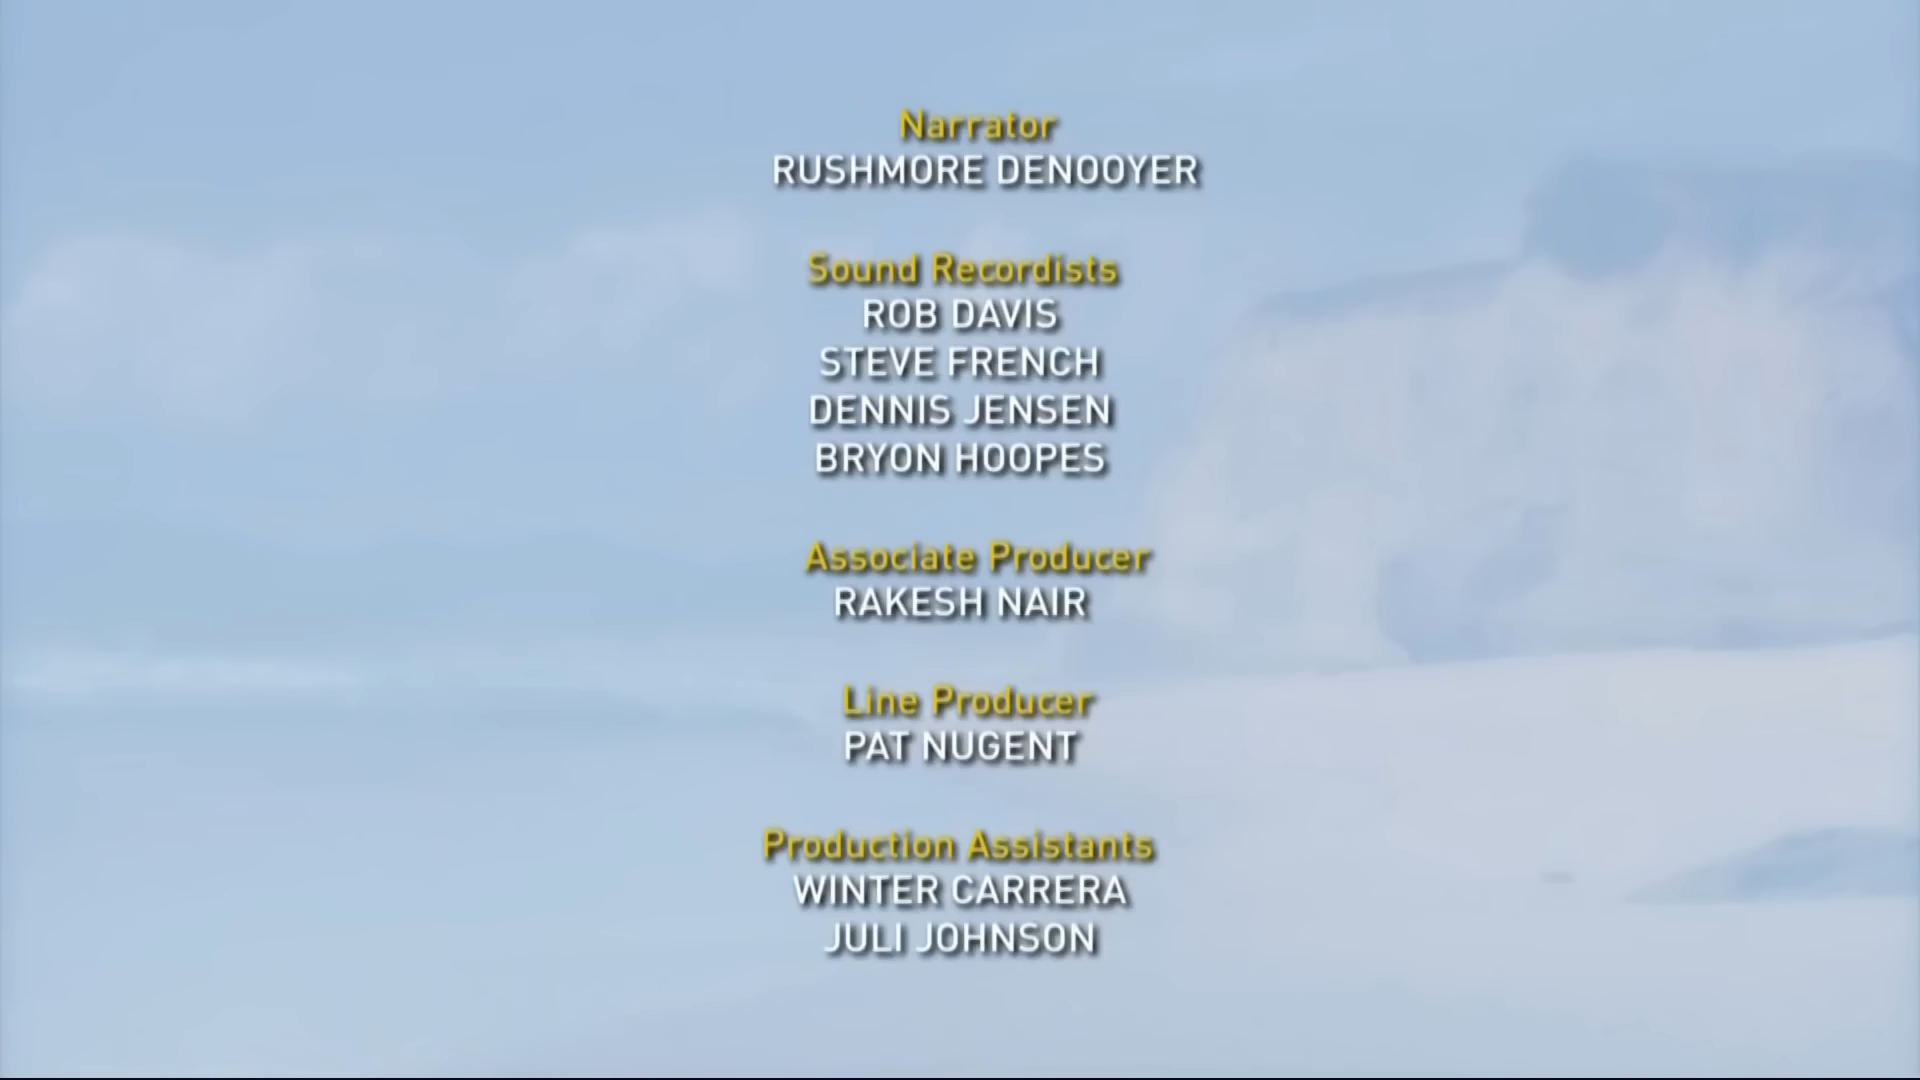 Narrator
RUSHMORE DENOOYER
Sound Recordists
ROB DAVIS
STEVE FRENCH
DENNIS JENSEN
BRYON HOOPES
Associate Producer
RAKESH NAIR
Line Producer
PAT NUGENT
Production Assistants
WINTER CARRERA
JULI JOHNSON